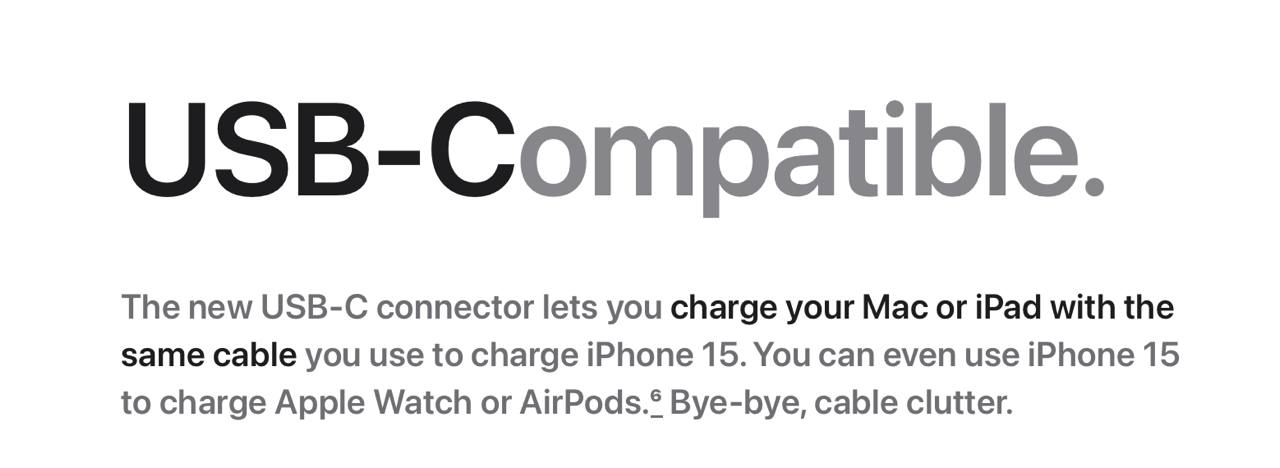 USB-Compatible.
The new USB-C connector lets you charge your Mac or iPad with the
same cable you use to charge iPhone 15. You can even use iPhone 15
to charge Apple Watch or AirPods.⁶ Bye-bye, cable clutter.